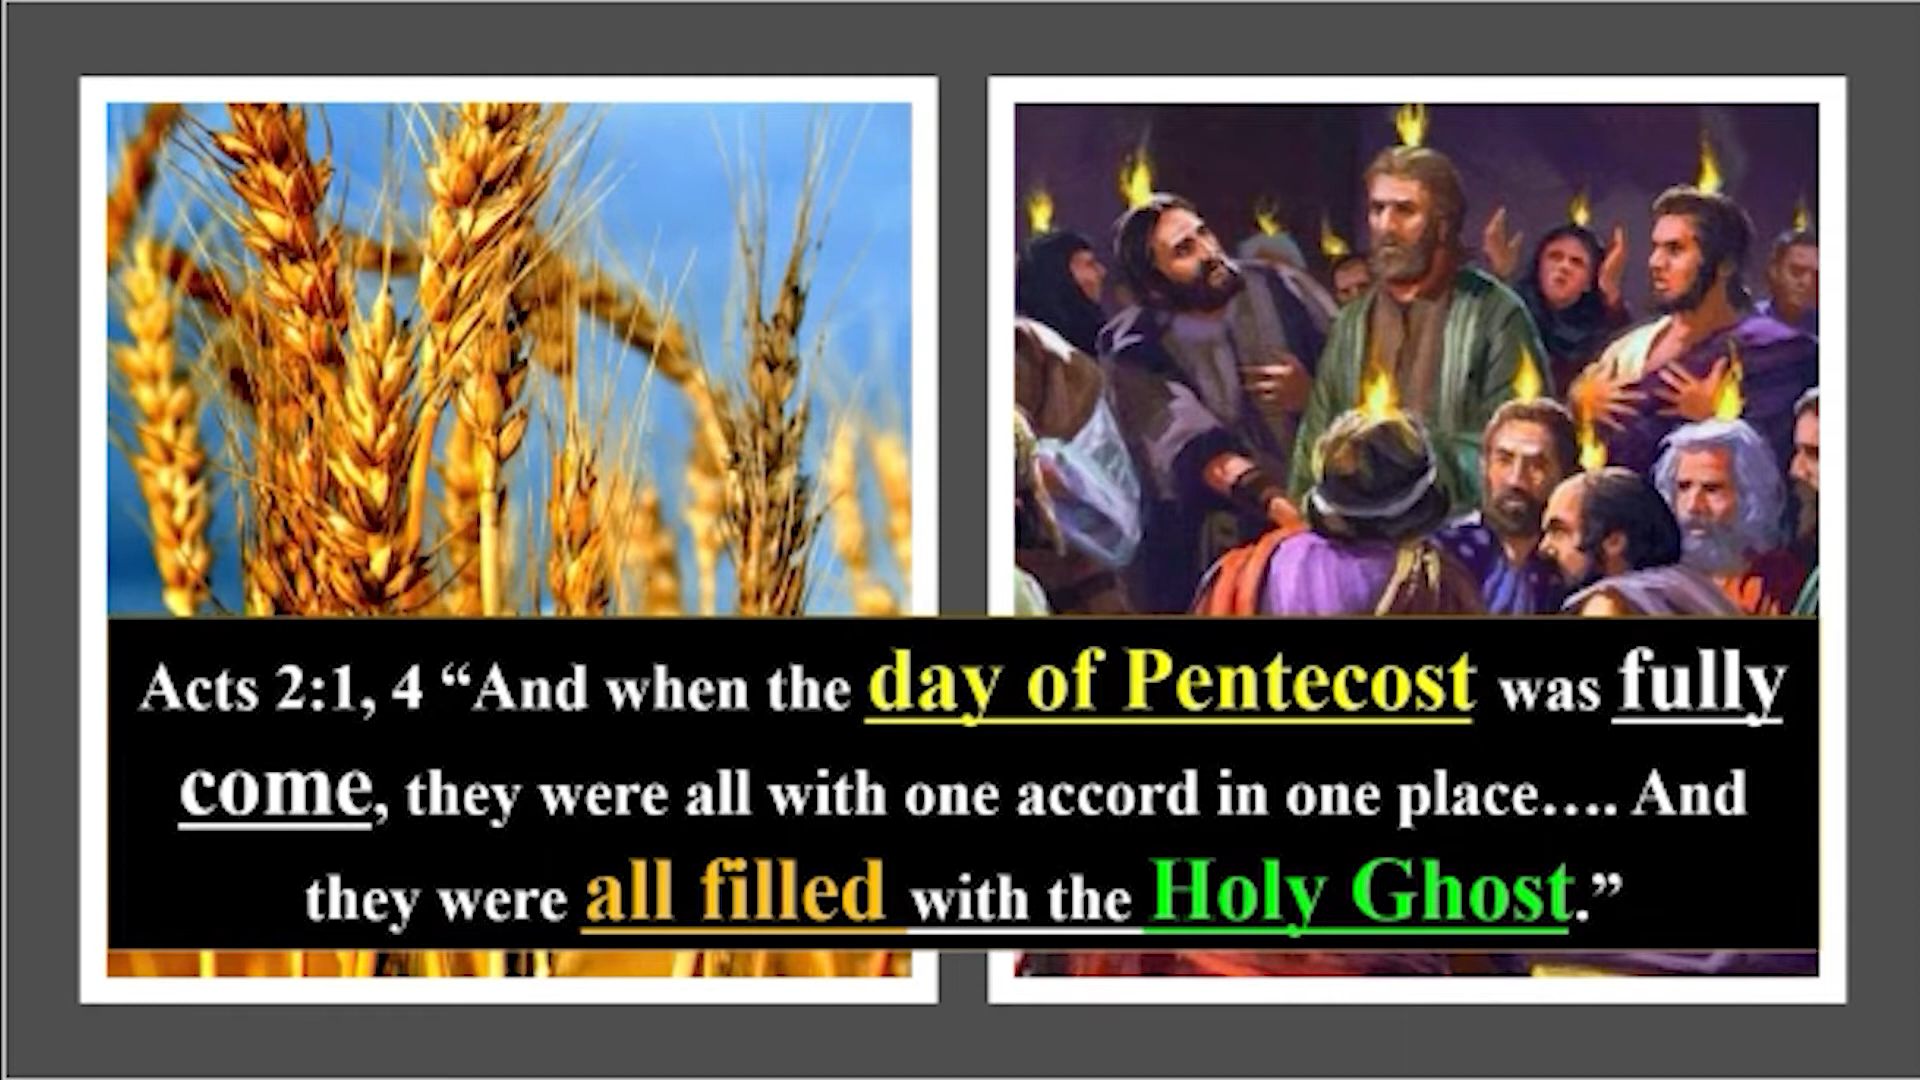 Acts 2:1, 4 “And when the day of Pentecost was fully
come, they were all with one accord in one place…. And
they were all filled with the Holy Ghost.”